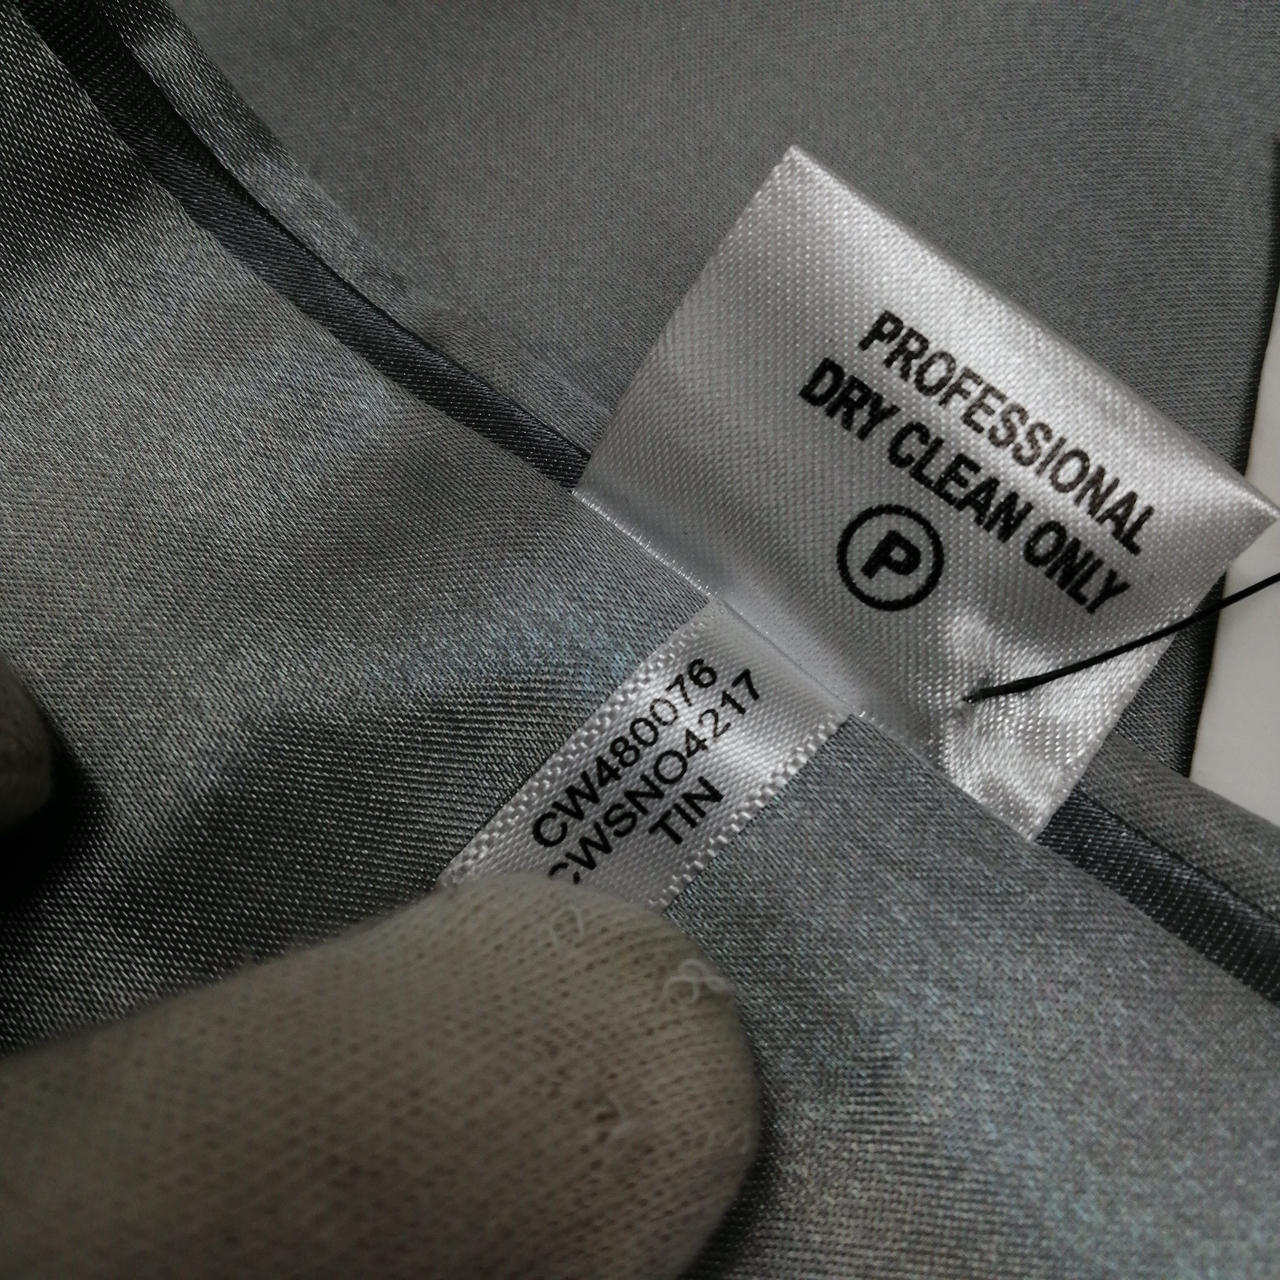 PROFESSIONAL
DRY CLEAN ONLY
P
CW480076
CWSNO4217
TIN